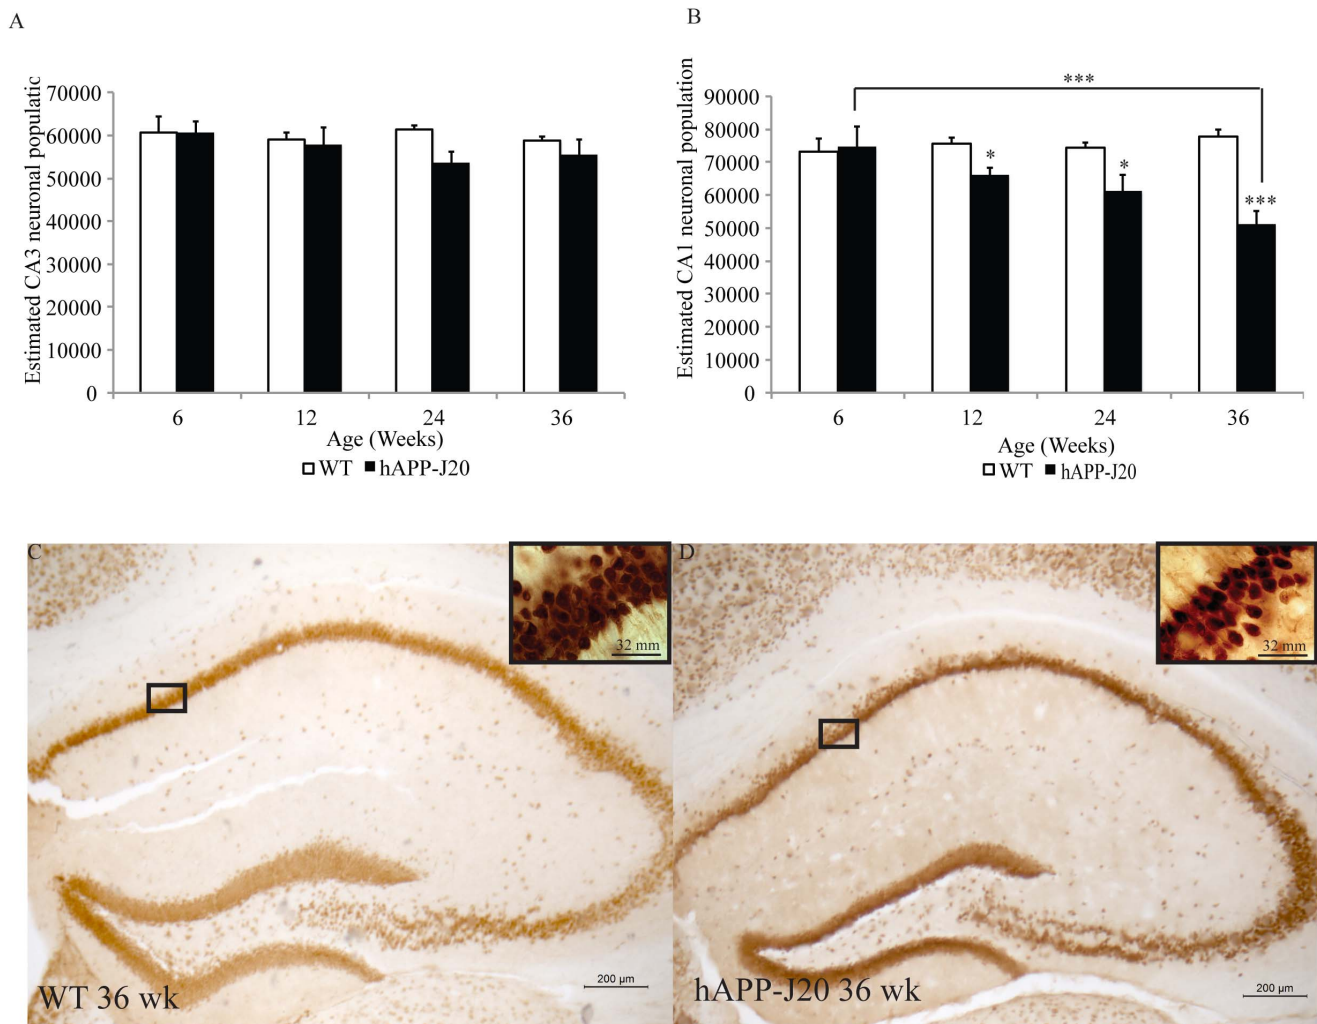 A
B
Estimated CA3 neuronal populatic
70000
60000
50000
40000
30000
20000
10000
0
6
12
24
36
Age (Weeks)
WT hAPP-J20
Estimated CA1 neuronal population
90000
80000
70000
60000
50000
40000
30000
20000
10000
0
***
*
*
***
6
12
24
36
Age (Weeks)
WT hAPP-J20
C
32 mm
WT 36 wk
200 µm
D
32 mm
hAPP-J20 36 wk
200 µm